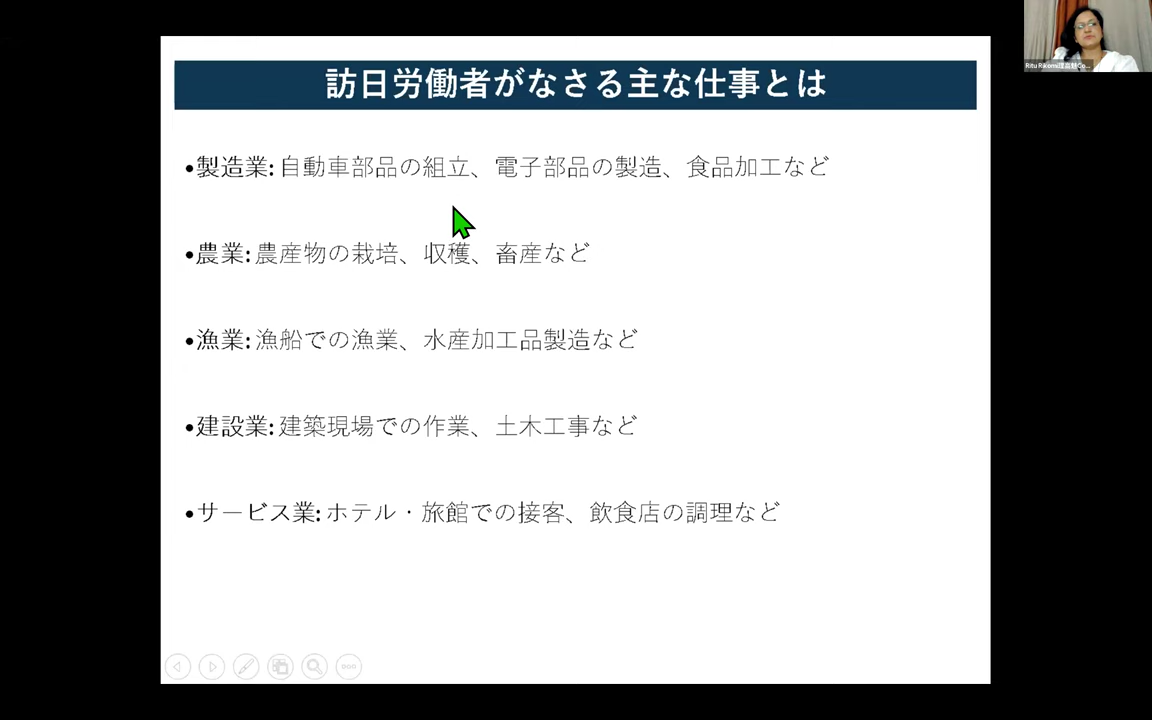 訪日労働者がなさる主な仕事とは
•製造業:自動車部品の組立、電子部品の製造、食品加工など
•農業:農産物の栽培、収穫、畜産など
•漁業:漁船での漁業、水産加工品製造など
•建設業:建築現場での作業、土木工事など
•サービス業:ホテル・旅館での接客、飲食店の調理など
Ritu Rikomi